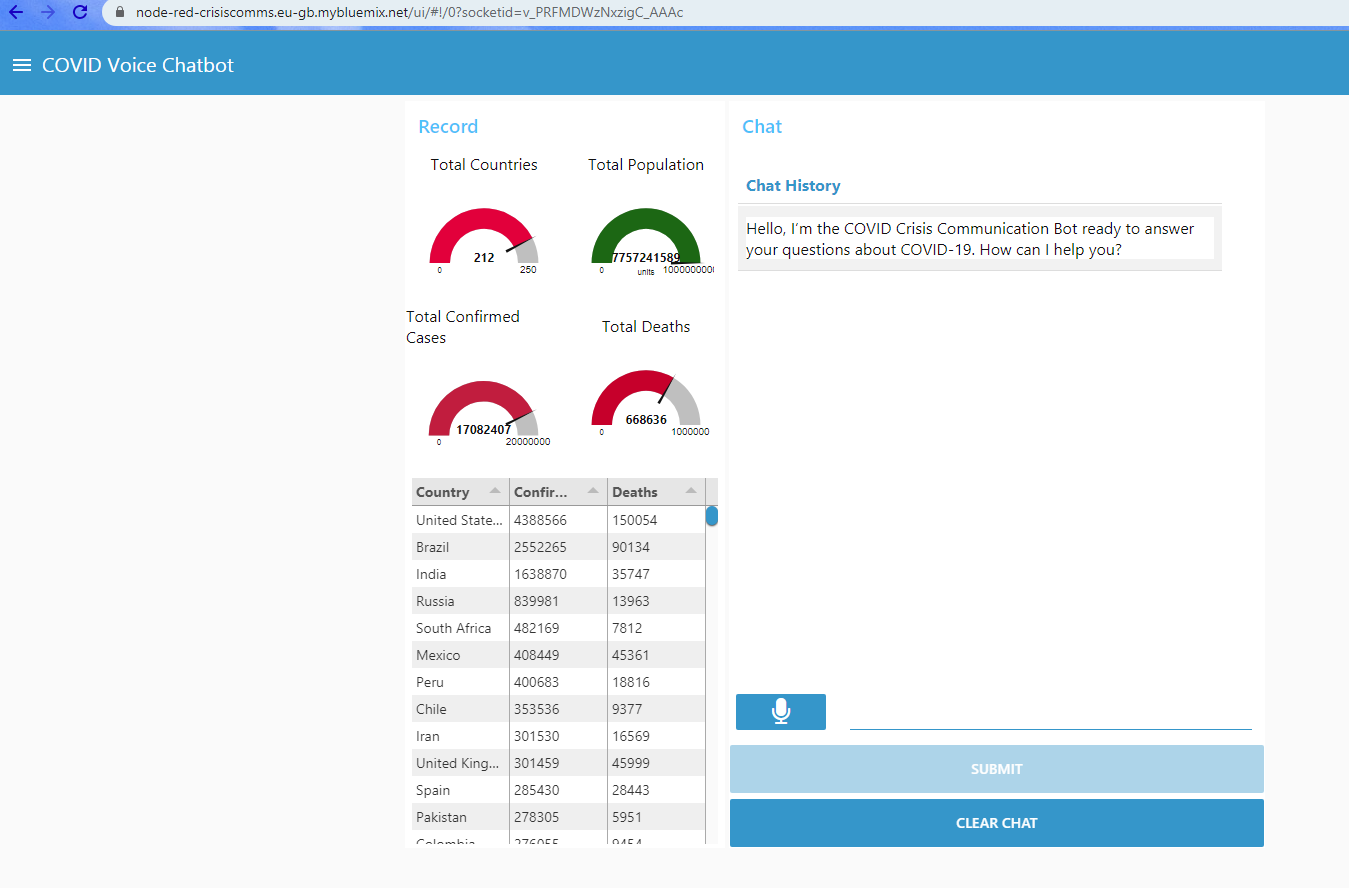 node-red-crisiscomms.eu-gb.mybluemix.net/ui/#!/0?socketid=v_PRFMDWzNxzigC_AAAc
COVID Voice Chatbot
Record
Total Countries
Total Population
212
0
250
7757241589
units
0
1000000000
Total Confirmed
Cases
Total Deaths
17082407
0
20000000
668636
0
1000000
Country Confir... Deaths
United State... 4388566 150054
Brazil 2552265 90134
India 1638870 35747
Russia 839981 13963
South Africa 482169 7812
Mexico 408449 45361
Peru 400683 18816
Chile 353536 9377
Iran 301530 16569
United King... 301459 45999
Spain 285430 28443
Pakistan 278305 5951
Colombia 276055 9454
Chat
Chat History
Hello, I'm the COVID Crisis Communication Bot ready to answer
your questions about COVID-19. How can I help you?
SUBMIT
CLEAR CHAT